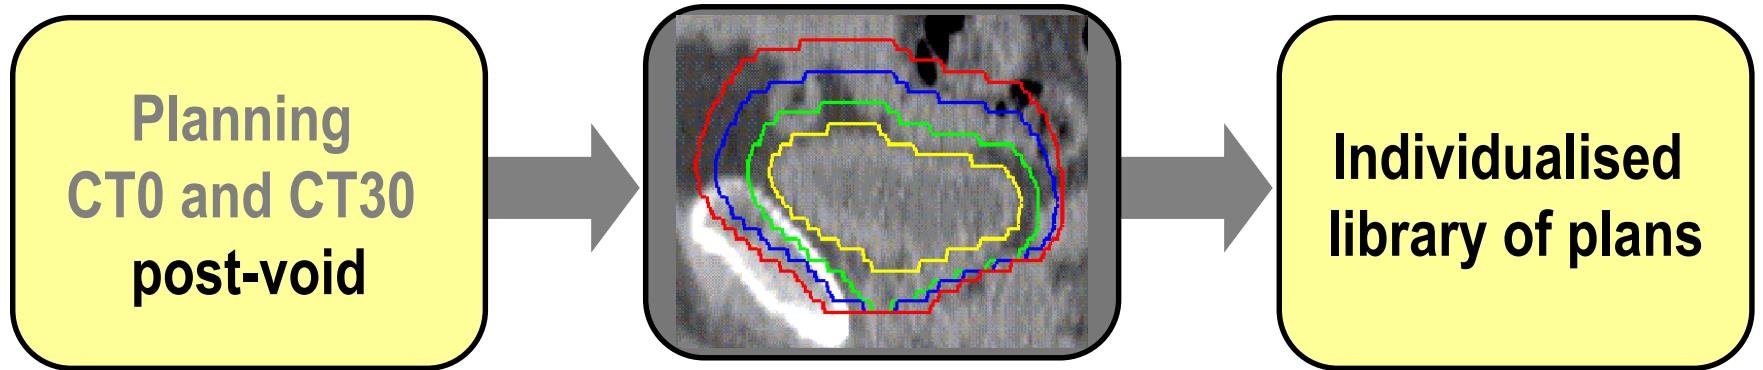 Planning
CT0 and CT30
post-void
Individualised
library of plans